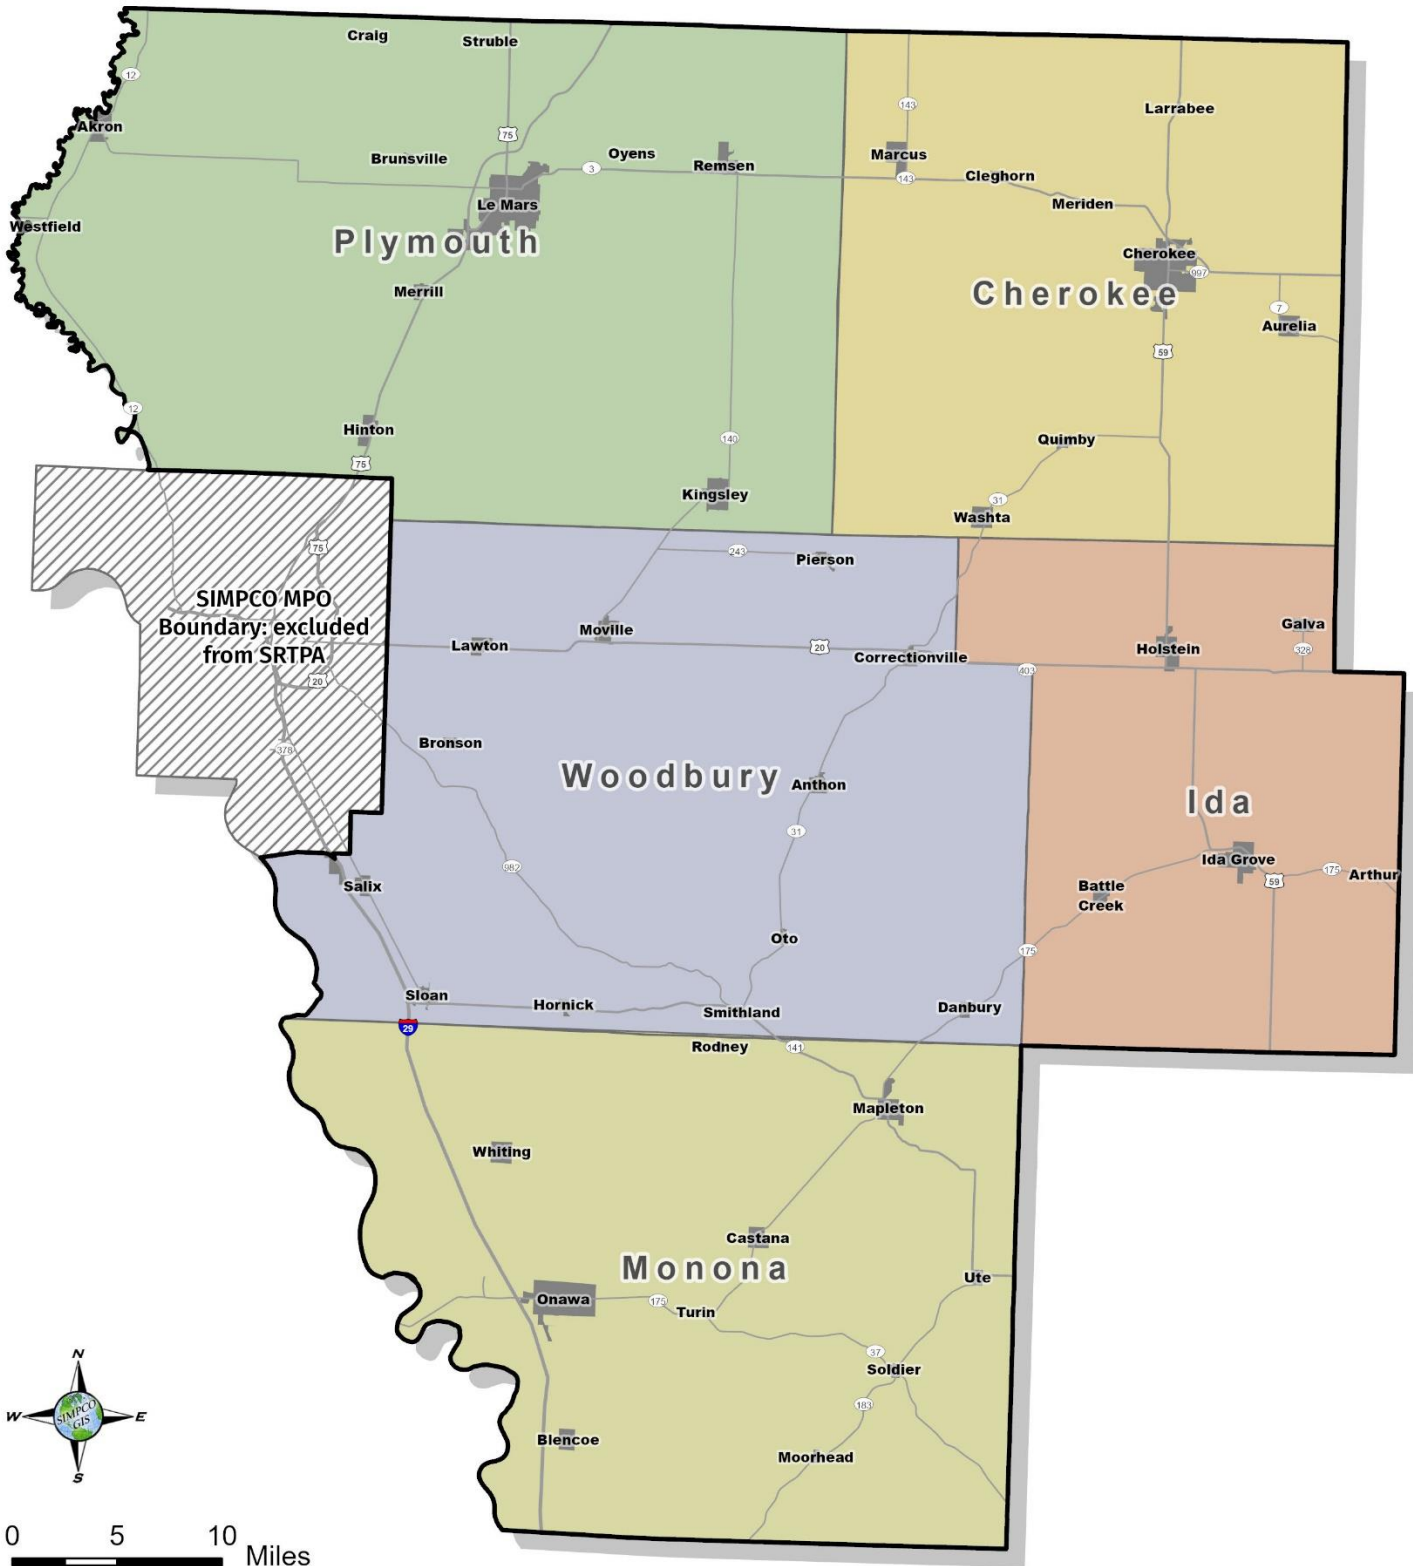 Craig
Struble
12
75
143
Larrabee
Akron
Brunsville
Oyens
3
Remsen
Marcus
143
Cleghorn
Meriden
Le Mars
Westfield
Plymouth
Cherokee
997
Merrill
Cherokee
7
Aurelia
59
12
Hinton
75
140
Quimby
Kingsley
31
Washta
75
243
Pierson
SIMPCO MPO
Boundary: excluded
from SRTPA
20
Lawton
Moville
20
Correctionville
403
Holstein
Galva
328
378
Bronson
Woodbury
Anthon
31
Ida
982
Salix
Ida Grove
59
175
Arthur
Battle
Creek
Oto
175
Sloan
Hornick
Smithland
Danbury
29
Rodney
141
Mapleton
Whiting
Castana
Monona
Ute
Onawa
175
Turin
37
Soldier
183
Blencoe
Moorhead
N
W
E
SIMPCO
GIS
S
0 5 10
Miles